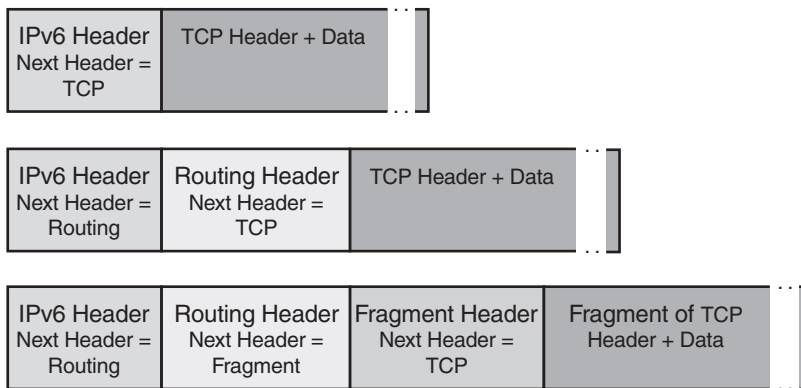 IPv6 Header
Next Header =
TCP
TCP Header + Data
IPv6 Header
Next Header =
Routing
Routing Header
Next Header =
TCP
TCP Header + Data
IPv6 Header
Next Header =
Routing
Routing Header
Next Header =
Fragment
Fragment Header
Next Header =
TCP
Fragment of TCP
Header + Data